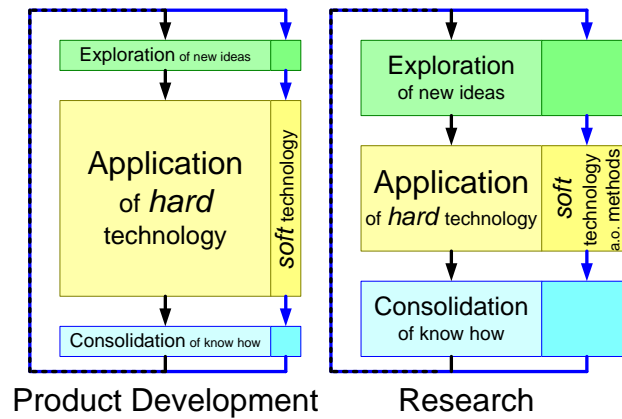 Exploration of new ideas
Application
of hard
technology
soft technology
Consolidation of know how
Product Development
Exploration
of new ideas
Application
of hard technology
soft
technology
a.o. methods
Consolidation
of know how
Research